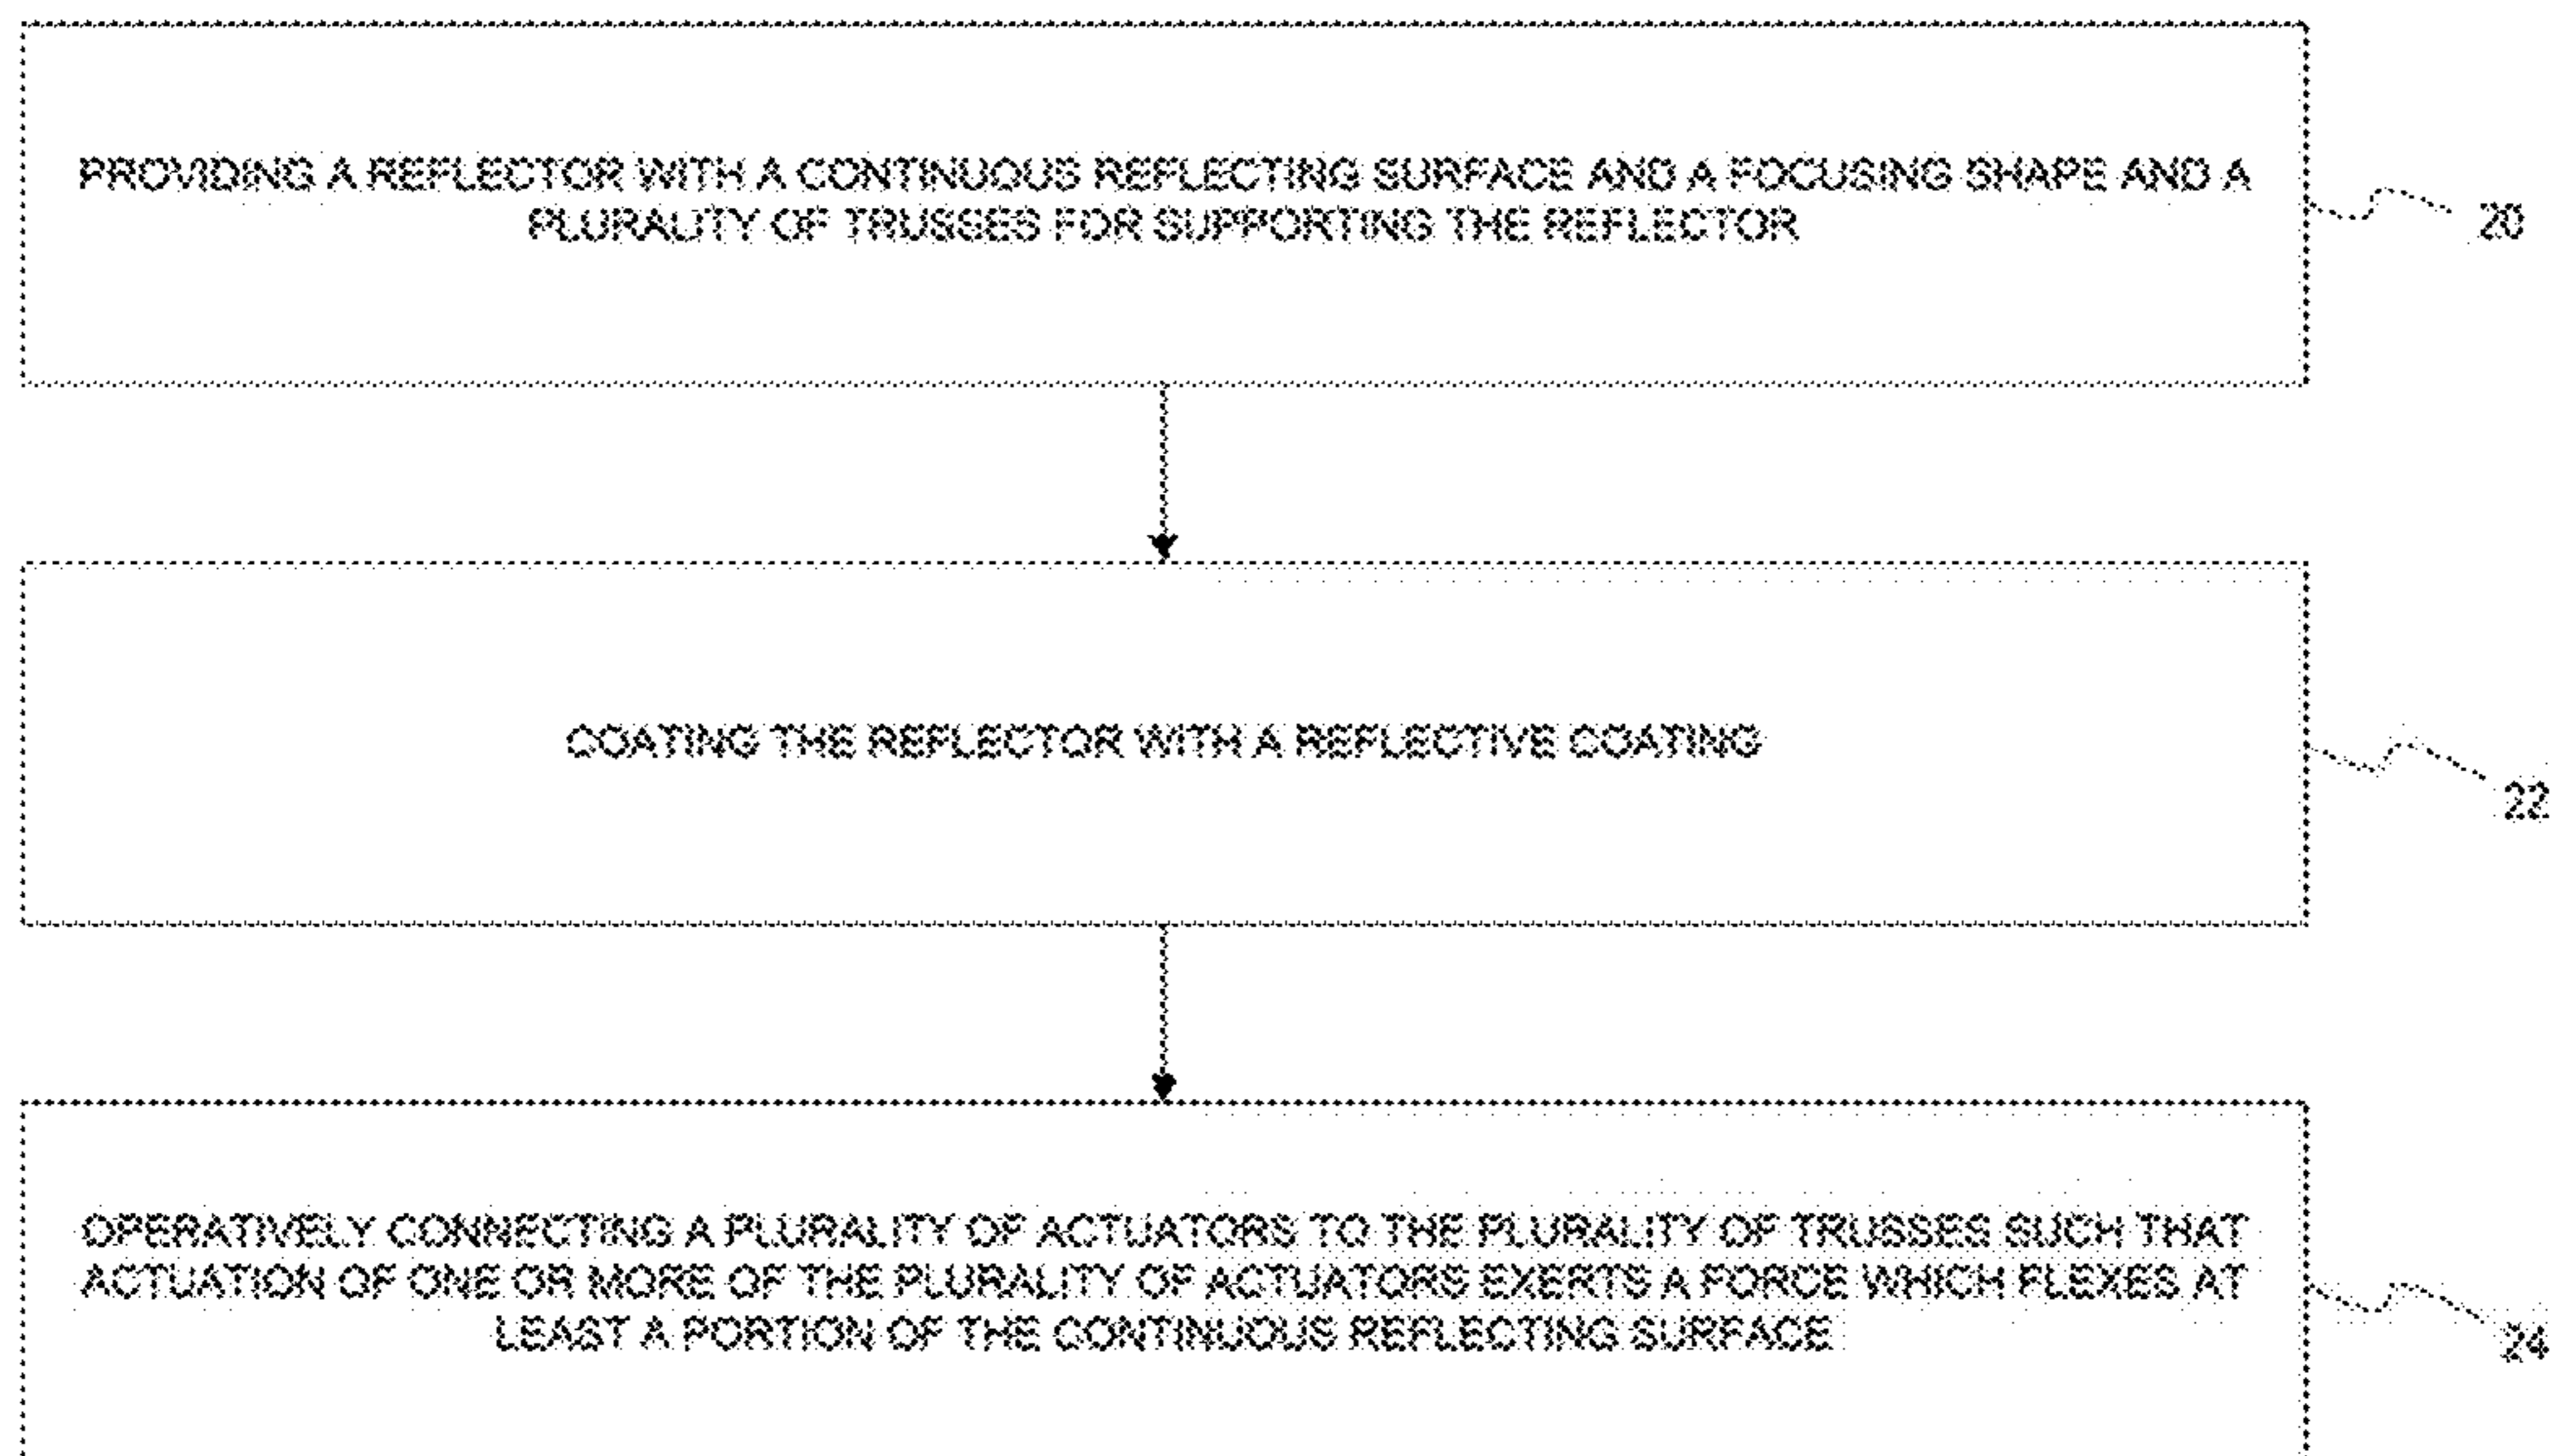 PROVIDING A REFLECTOR WITH A CONTINUOUS REFLECTING SURFACE AND A FOCUSING SHAPE AND A
PLURALITY OF TRUSSES FOR SUPPORTING THE REFLECTOR
20
COATING THE REFLECTOR WITH A REFLECTIVE COATING
22
OPERATIVELY CONNECTING A PLURALITY OF ACTUATORS TO THE PLURALITY OF TRUSSES SUCH THAT
ACTUATION OF ONE OR MORE OF THE PLURALITY OF ACTUATORS EXERTS A FORCE WHICH FLEXES AT
LEAST A PORTION OF THE CONTINUOUS REFLECTING SURFACE
24